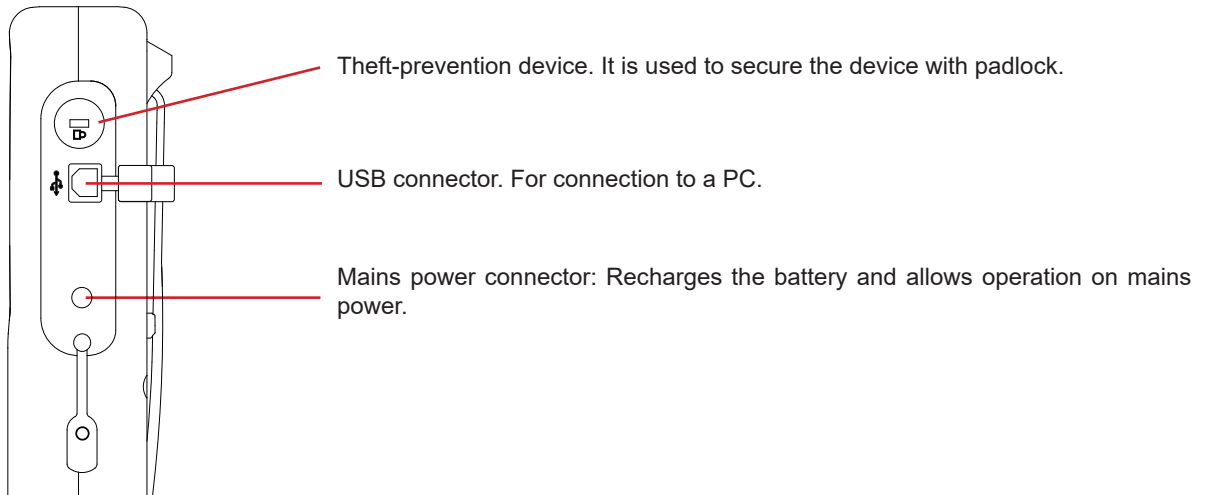 Theft-prevention device. It is used to secure the device with padlock.
USB connector. For connection to a PC.
Mains power connector: Recharges the battery and allows operation on mains
power.